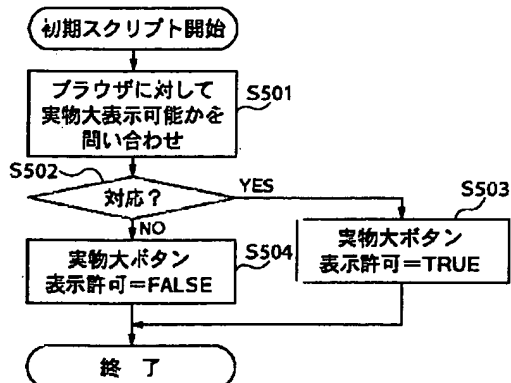 初期スクリプト開始
ブラウザに対して
実物大表示可能かを
問い合わせ
S501
S502
対応？
YES
NO
S503
実物大ボタン
表示許可＝TRUE
実物大ボタン
表示許可＝FALSE
S504
終了